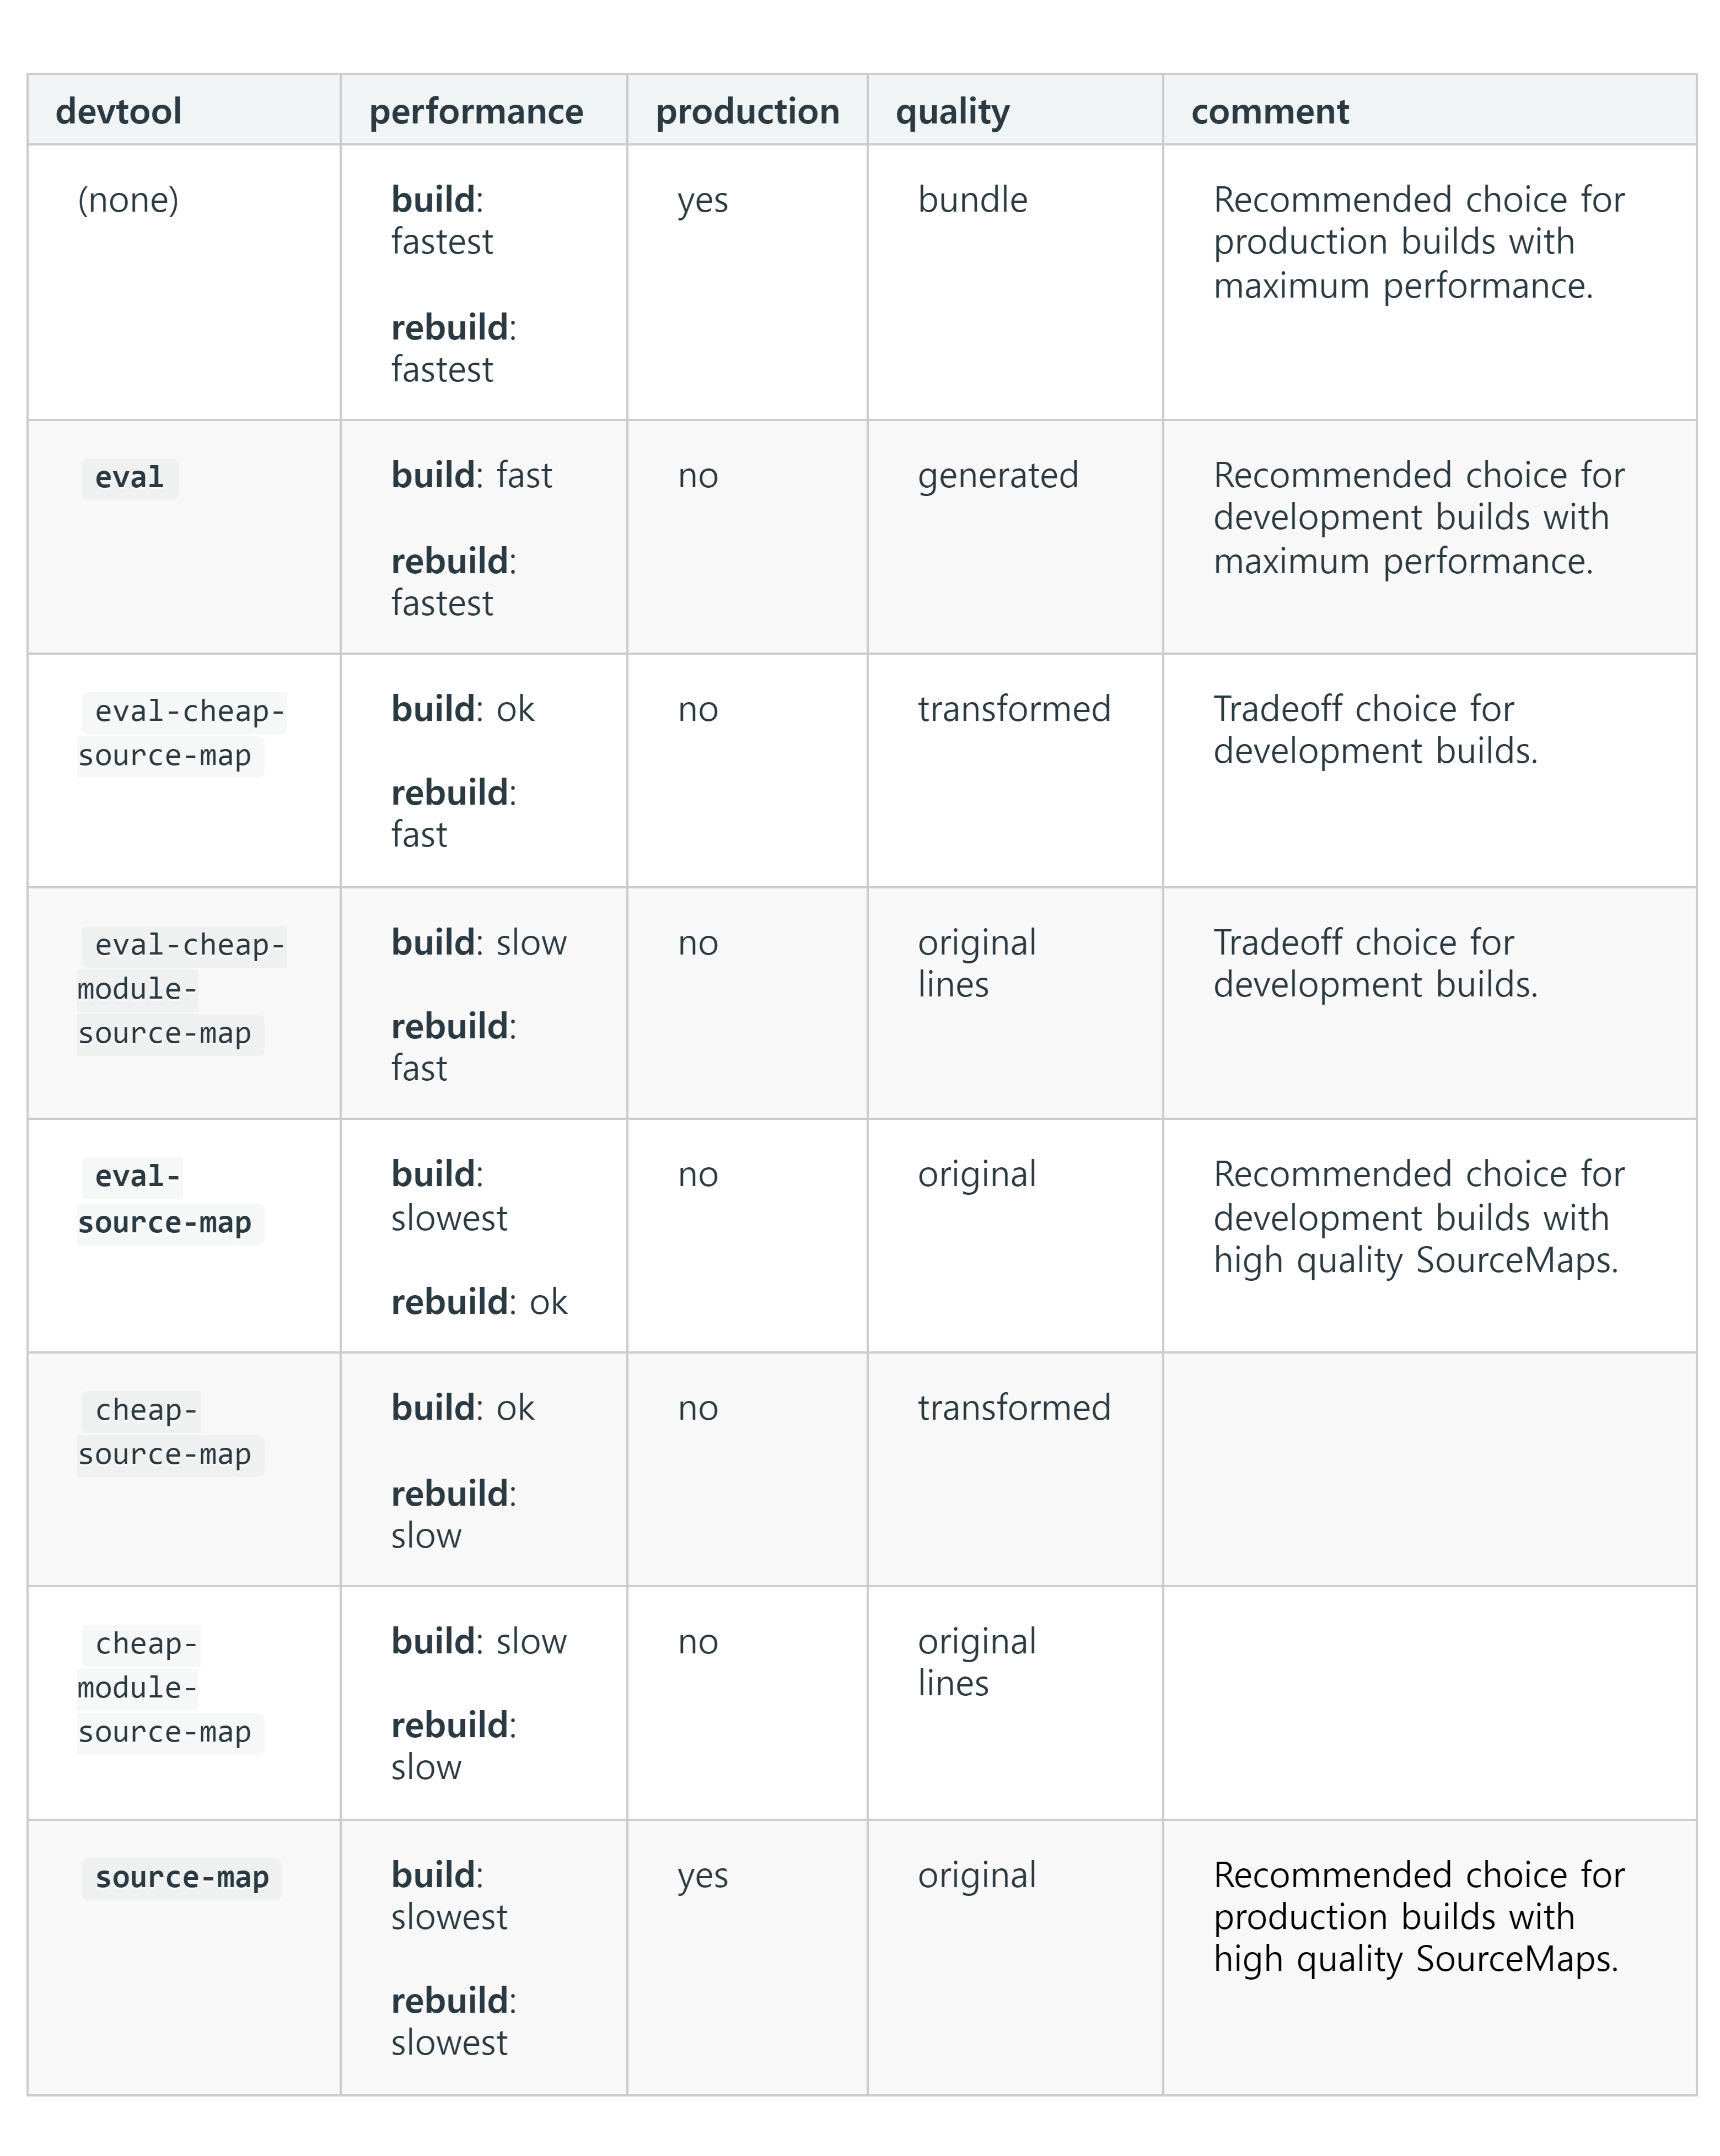 devtool performance production quality comment
(none)
build:
fastest
rebuild:
fastest
yes
bundle
Recommended choice for
production builds with
maximum performance.
eval
build: fast
rebuild:
fastest
no
generated
Recommended choice for
development builds with
maximum performance.
eval-cheap-
source-map
build: ok
rebuild:
fast
no
transformed
Tradeoff choice for
development builds.
eval-cheap-
module-
source-map
build: slow
rebuild:
fast
no
original
lines
Tradeoff choice for
development builds.
eval-
source-map
build:
slowest
rebuild: ok
no
original
Recommended choice for
development builds with
high quality SourceMaps.
cheap-
source-map
build: ok
rebuild:
slow
no
transformed
cheap-
module-
source-map
build: slow
rebuild:
slow
no
original
lines
source-map
build:
slowest
rebuild:
slowest
yes
original
Recommended choice for
production builds with
high quality SourceMaps.